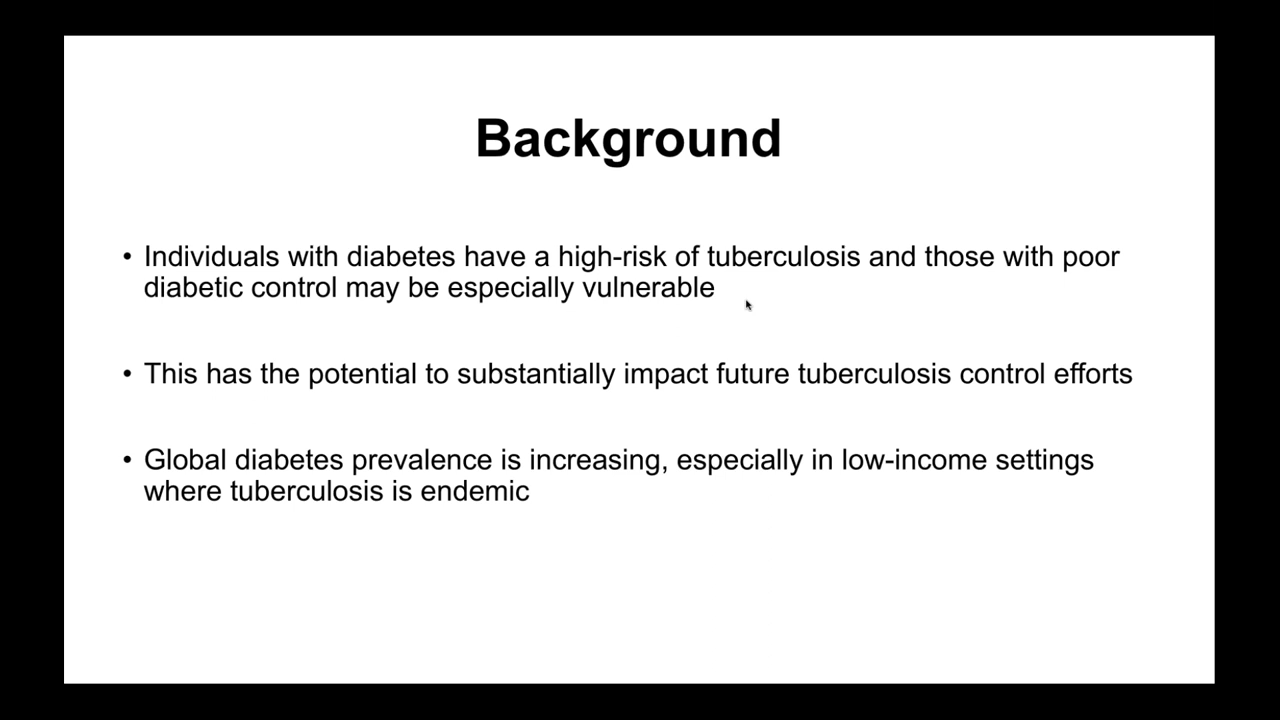 Background
• Individuals with diabetes have a high-risk of tuberculosis and those with poor
diabetic control may be especially vulnerable
• This has the potential to substantially impact future tuberculosis control efforts
• Global diabetes prevalence is increasing, especially in low-income settings
where tuberculosis is endemic